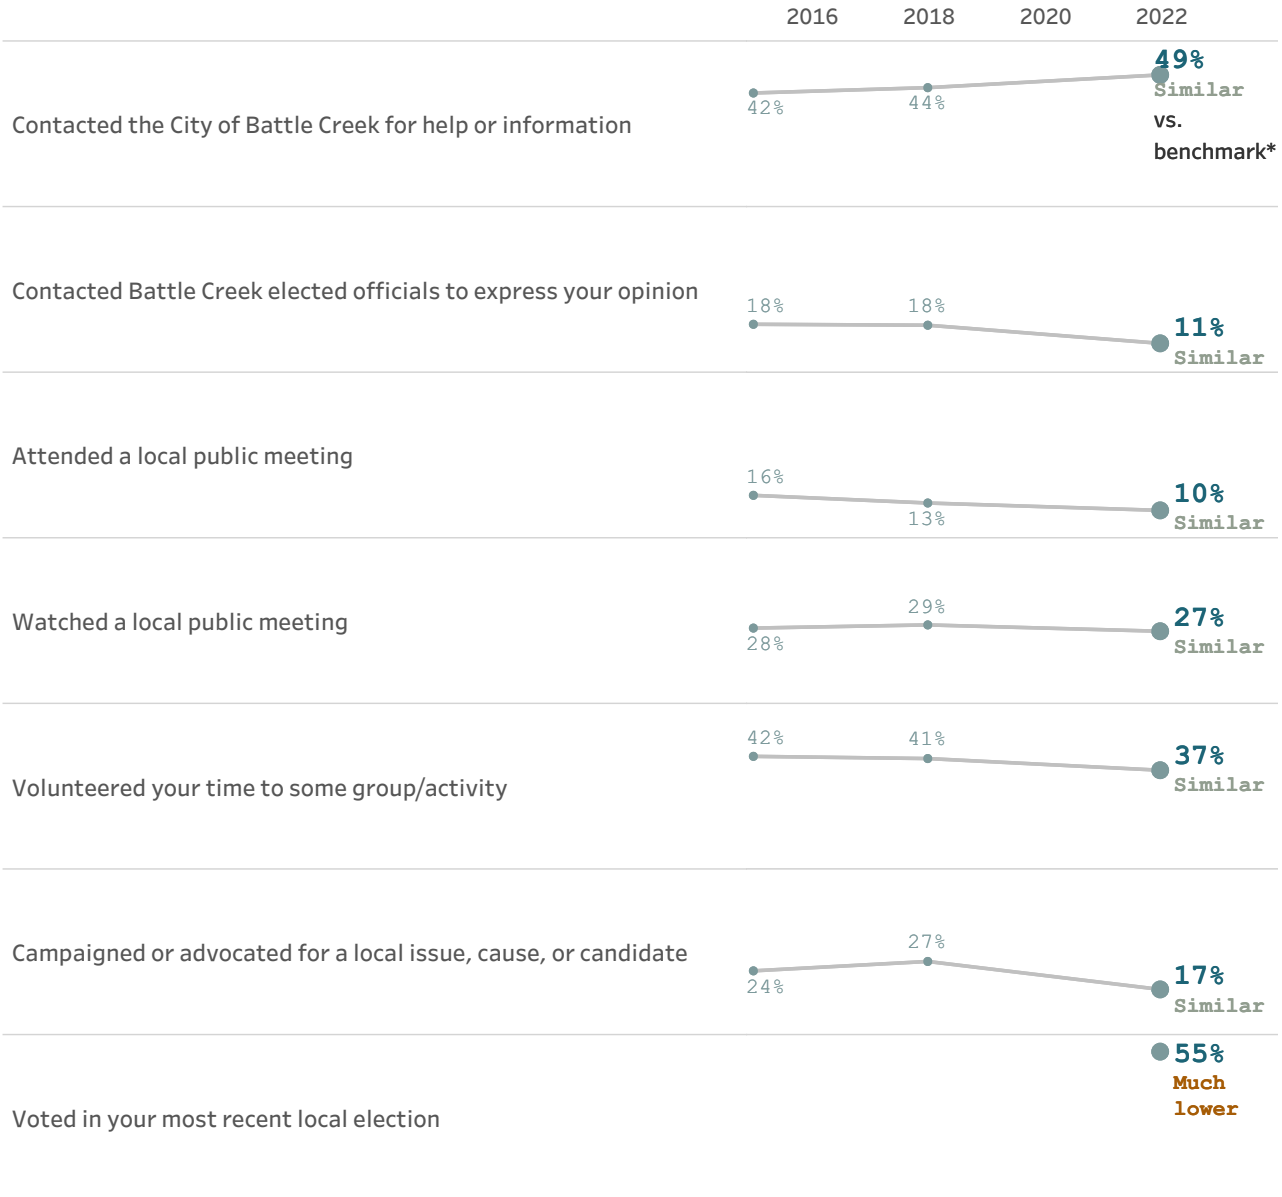 2016 2018 2020 2022
49%
Similar
42% 44%
vs.
Contacted the City of Battle Creek for help or information
benchmark*
Contacted Battle Creek elected officials to express your opinion
18% 18%
11%
Similar
Attended a local public meeting
16%
10%
13% Similar
29%
Watched a local public meeting
27%
28% Similar
42% 41%
37%
Volunteered your time to some group/activity
Similar
27%
Campaigned or advocated for a local issue, cause, or candidate
17%
24%
Similar
55%
Much
lower
Voted in your most recent local election